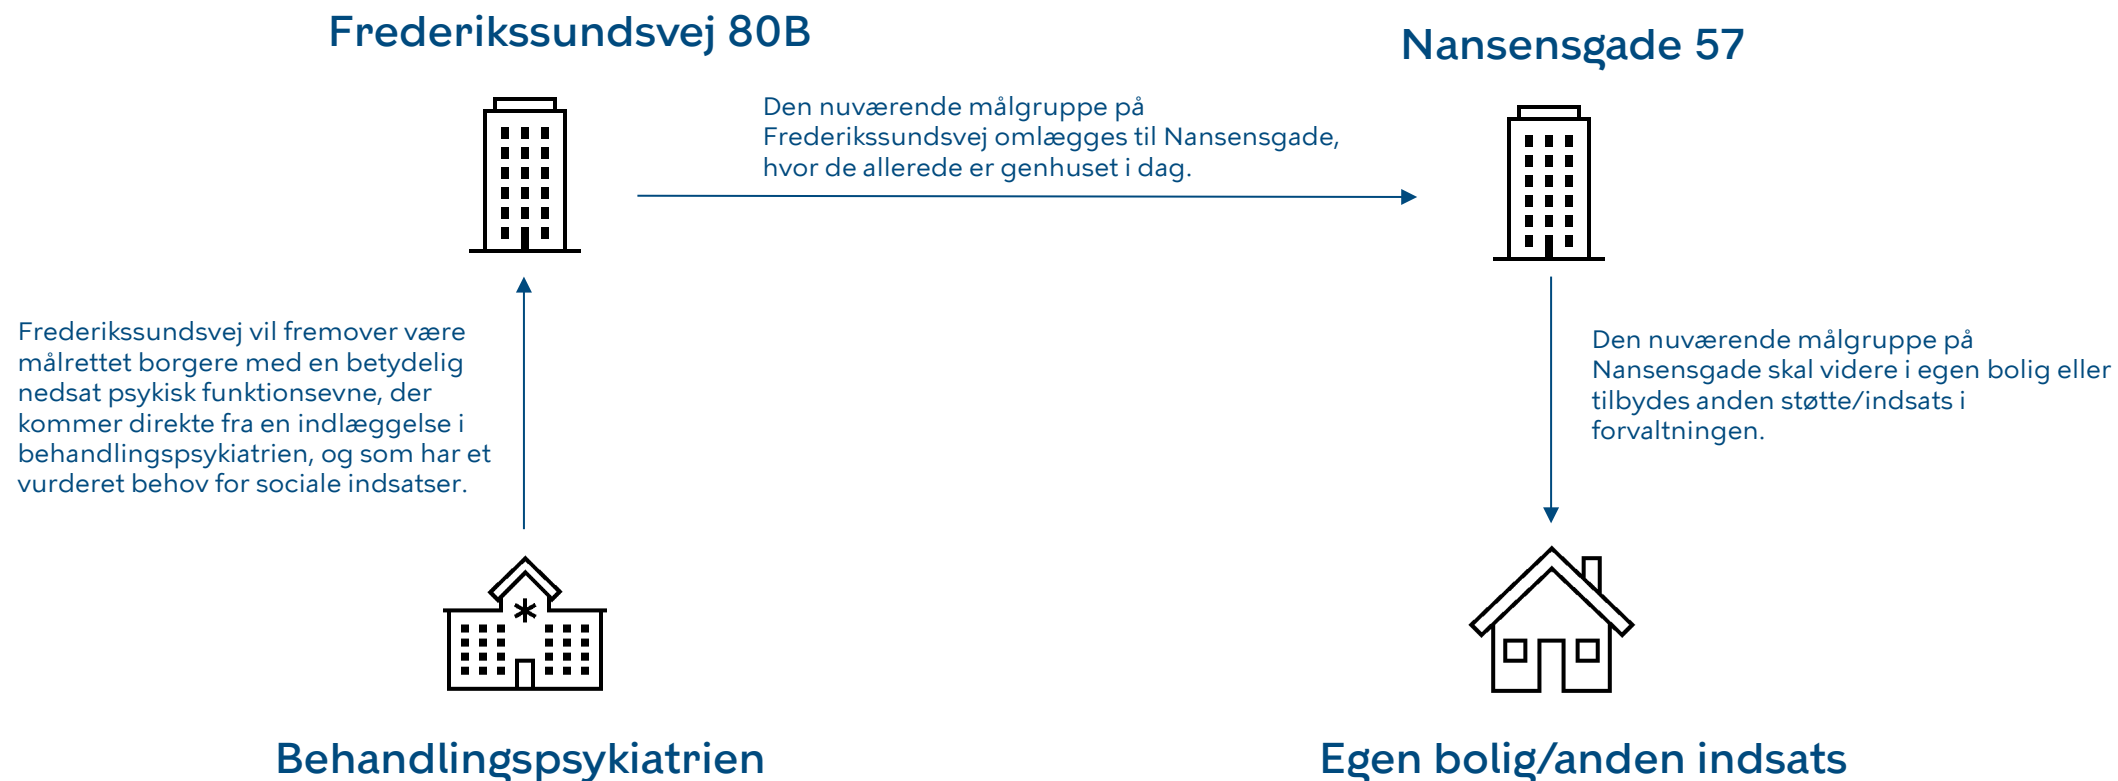 Frederikssundsvej 80B
Nansensgade 57
Den nuværende målgruppe på
Frederikssundsvej omlægges til Nansensgade,
hvor de allerede er genhuset i dag.
Frederikssundsvej vil fremover være
målrettet borgere med en betydelig
nedsat psykisk funktionsevne, der
kommer direkte fra en indlæggelse i
behandlingspsykiatrien, og som har et
vurderet behov for sociale indsatser.
Den nuværende målgruppe på
Nansensgade skal videre i egen bolig eller
tilbydes anden støtte/indsats i
forvaltningen.
Behandlingspsykiatrien
Egen bolig/anden indsats